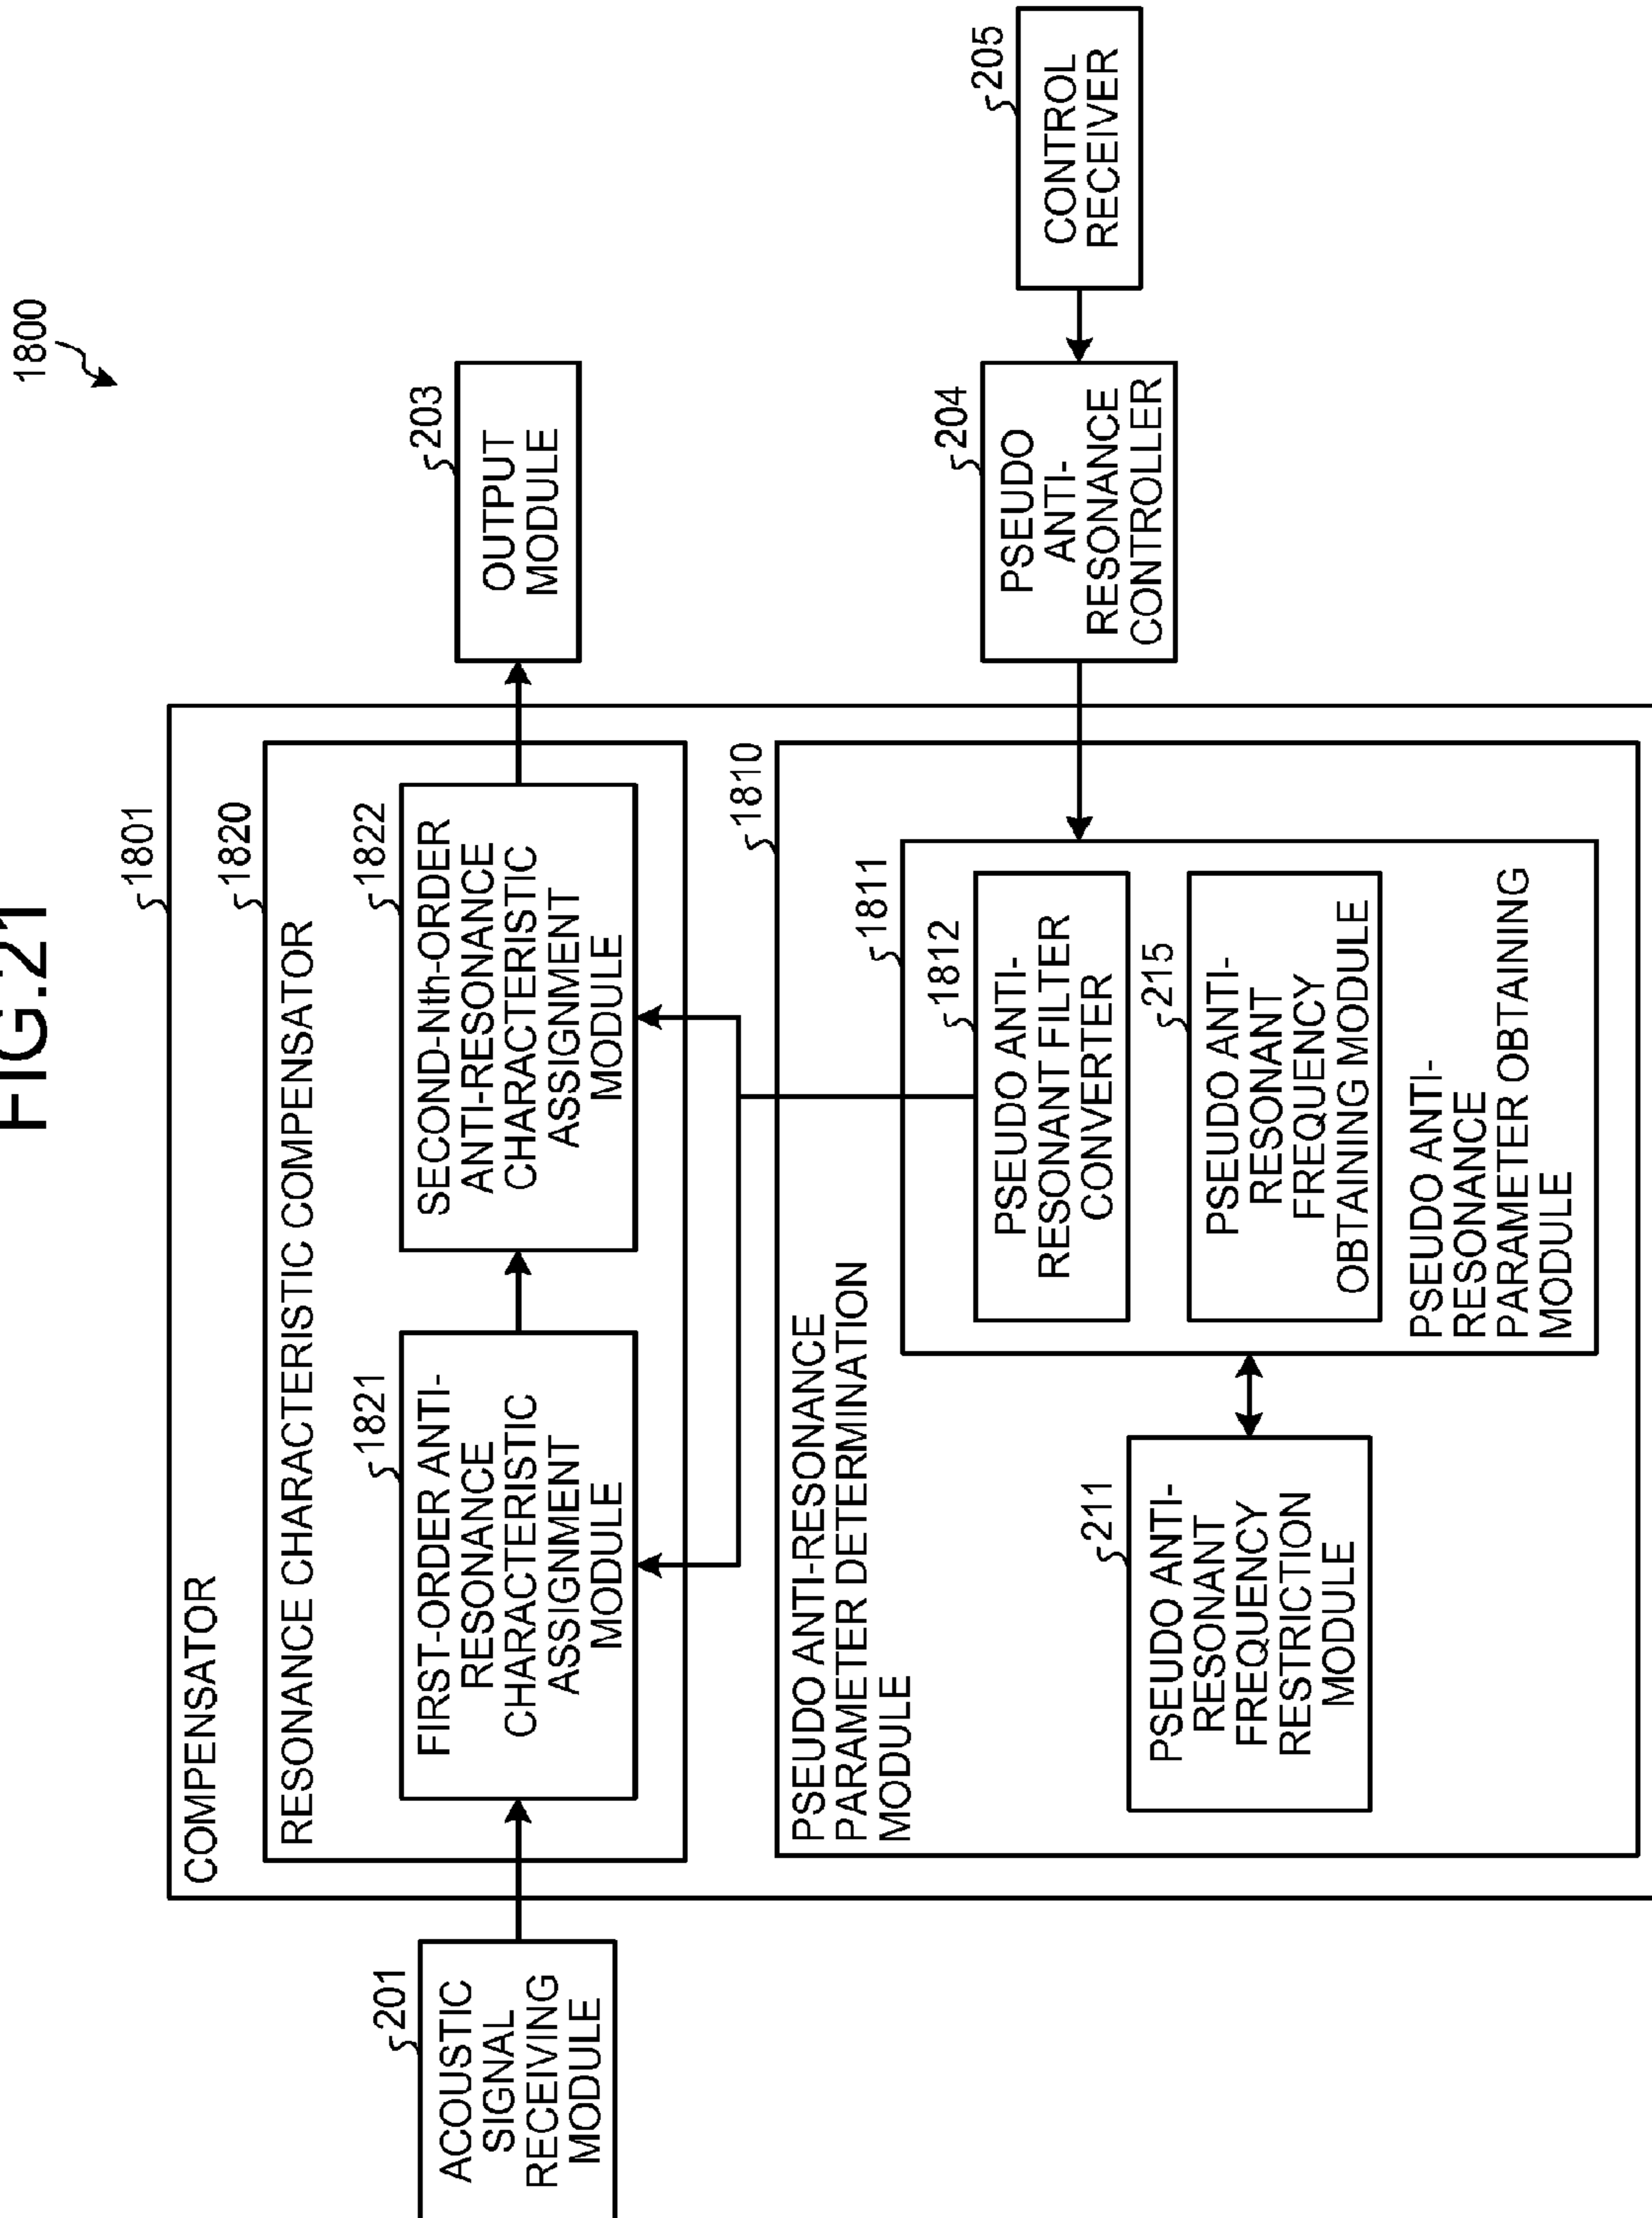 FIG.21
1800
1801
COMPENSATOR
1820
RESONANCE CHARACTERISTIC COMPENSATOR
201
ACOUSTIC
SIGNAL
RECEIVING
MODULE
1821
FIRST-ORDER ANTI-
RESONANCE
CHARACTERISTIC
ASSIGNMENT
MODULE
1822
SECOND-Nth-ORDER
ANTI-RESONANCE
CHARACTERISTIC
ASSIGNMENT
MODULE
203
OUTPUT
MODULE
1810
PSEUDO ANTI-RESONANCE
PARAMETER DETERMINATION
MODULE
211
PSEUDO ANTI-
RESONANT
FREQUENCY
RESTRICTION
MODULE
1811
1812
PSEUDO ANTI-
RESONANT FILTER
CONVERTER
215
PSEUDO ANTI-
RESONANT
FREQUENCY
OBTAINING MODULE
PSEUDO ANTI-
RESONANCE
PARAMETER OBTAINING
MODULE
204
PSEUDO
ANTI-
RESONANCE
CONTROLLER
205
CONTROL
RECEIVER